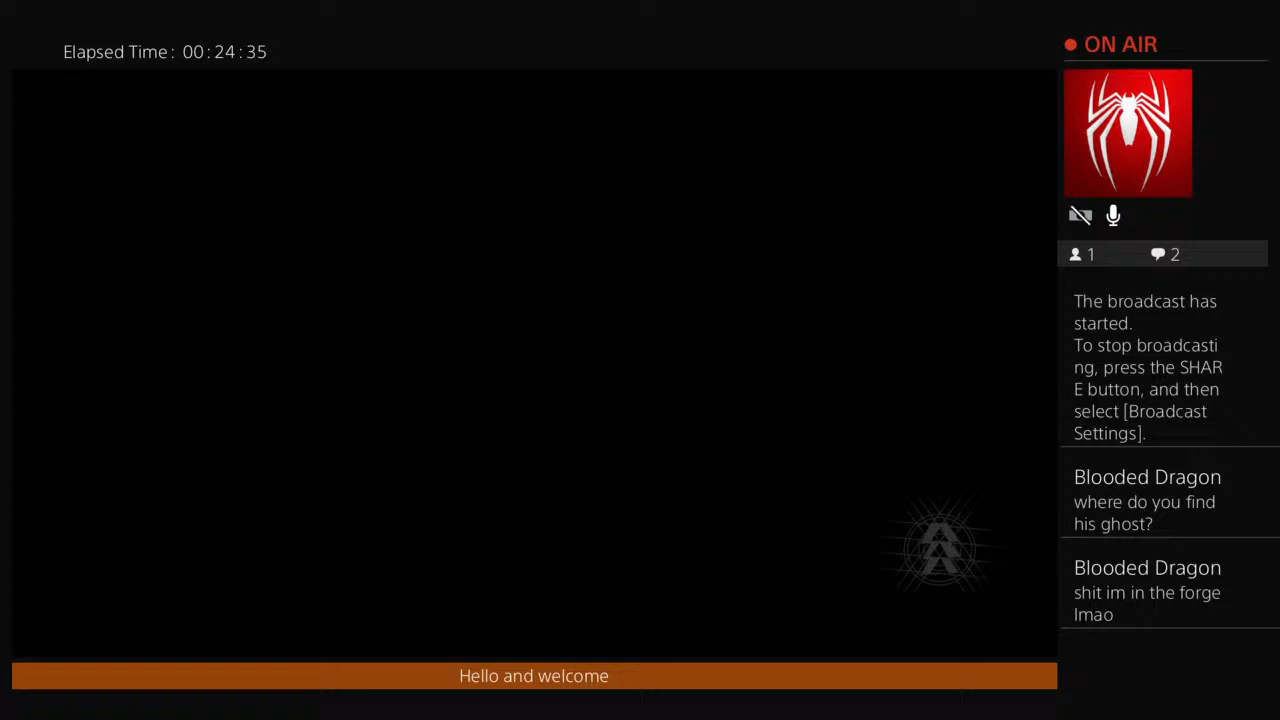 Elapsed Time: 00:24:35
ON AIR
1
2
The broadcast has
started.
To stop broadcasti
ng, press the SHAR
E button, and then
select [Broadcast
Settings].
Blooded Dragon
where do you find
his ghost?
Blooded Dragon
shit im in the forge
lmao
Hello and welcome